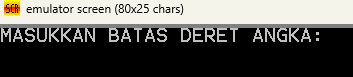 emulator screen (80x25 chars)
MASUKKAN BATAS DERET ANGKA: